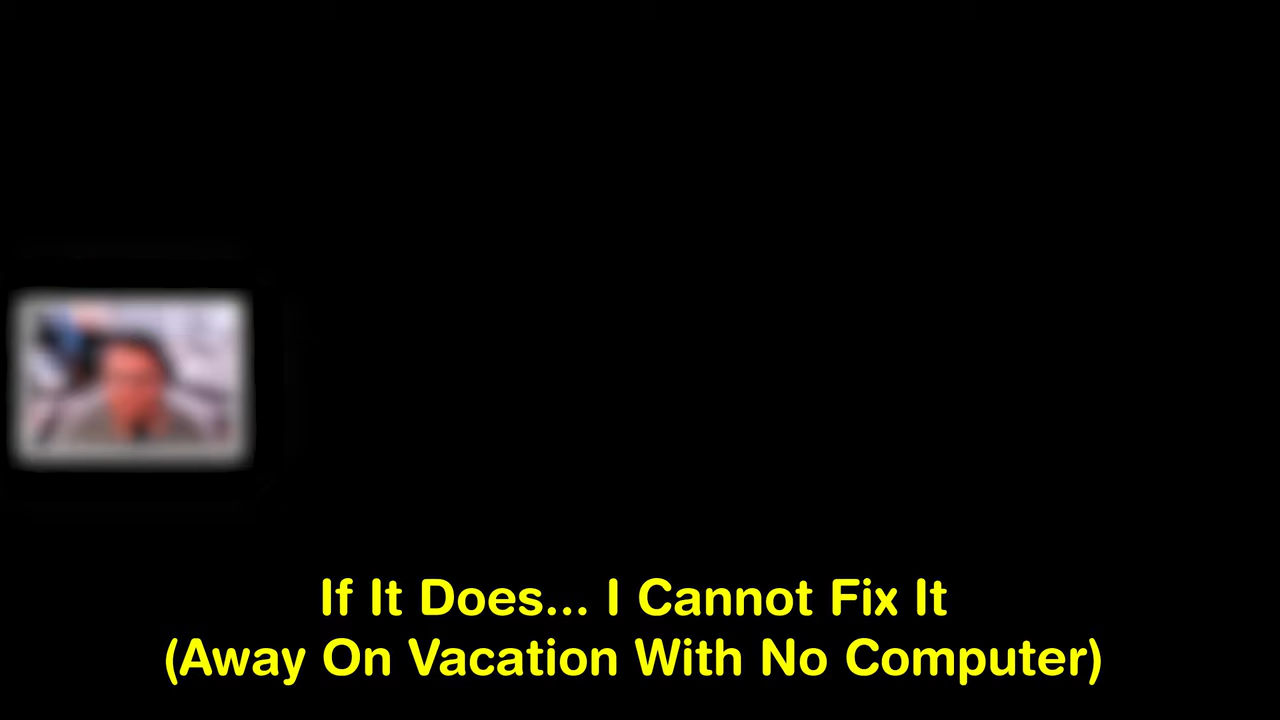 If It Does... I Cannot Fix It
(Away On Vacation With No Computer)